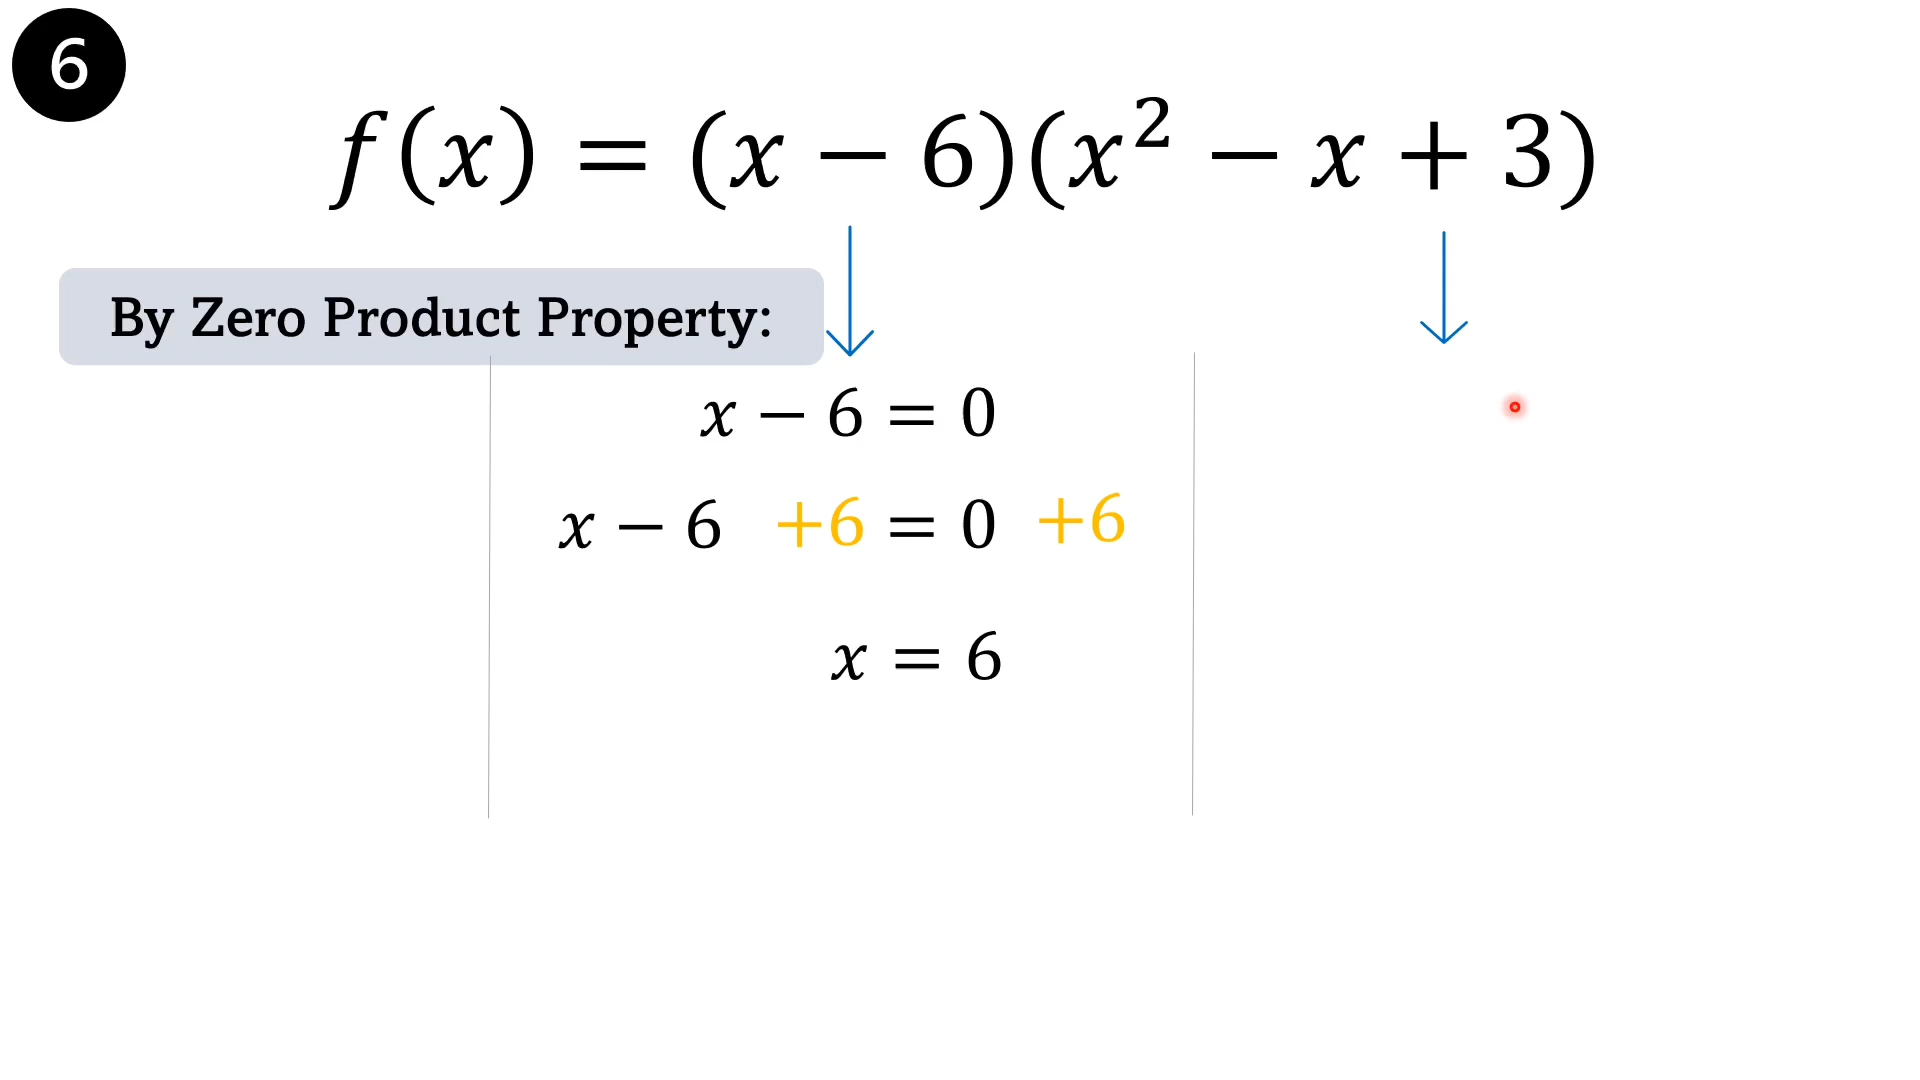 6
f(x) = (x − 6)(x² − x + 3)
By Zero Product Property:
x − 6 = 0
x − 6 +6 = 0 +6
x = 6